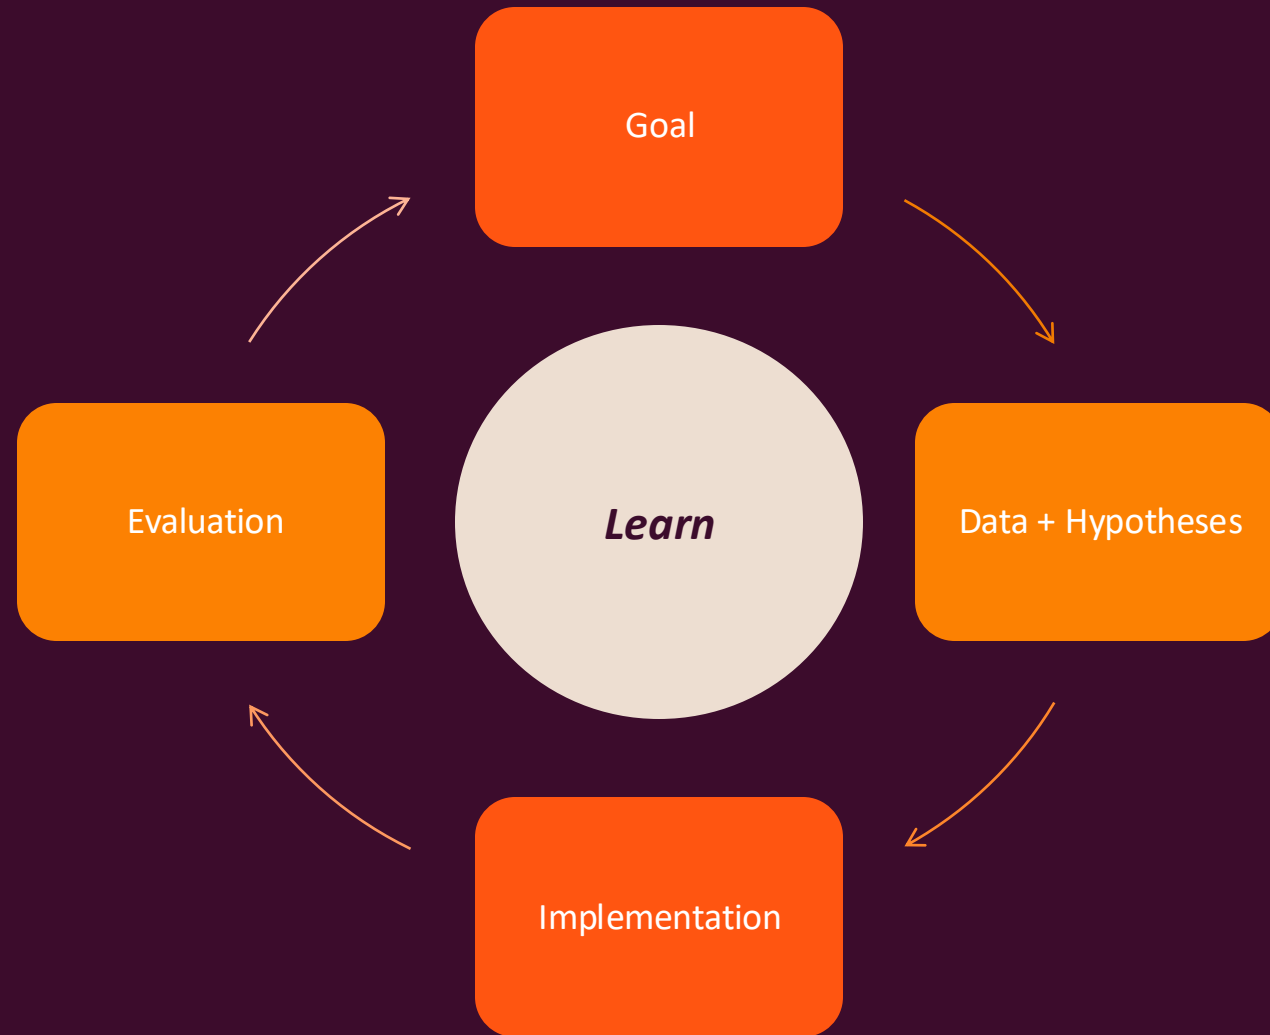 Goal
Evaluation
Learn
Data + Hypotheses
Implementation